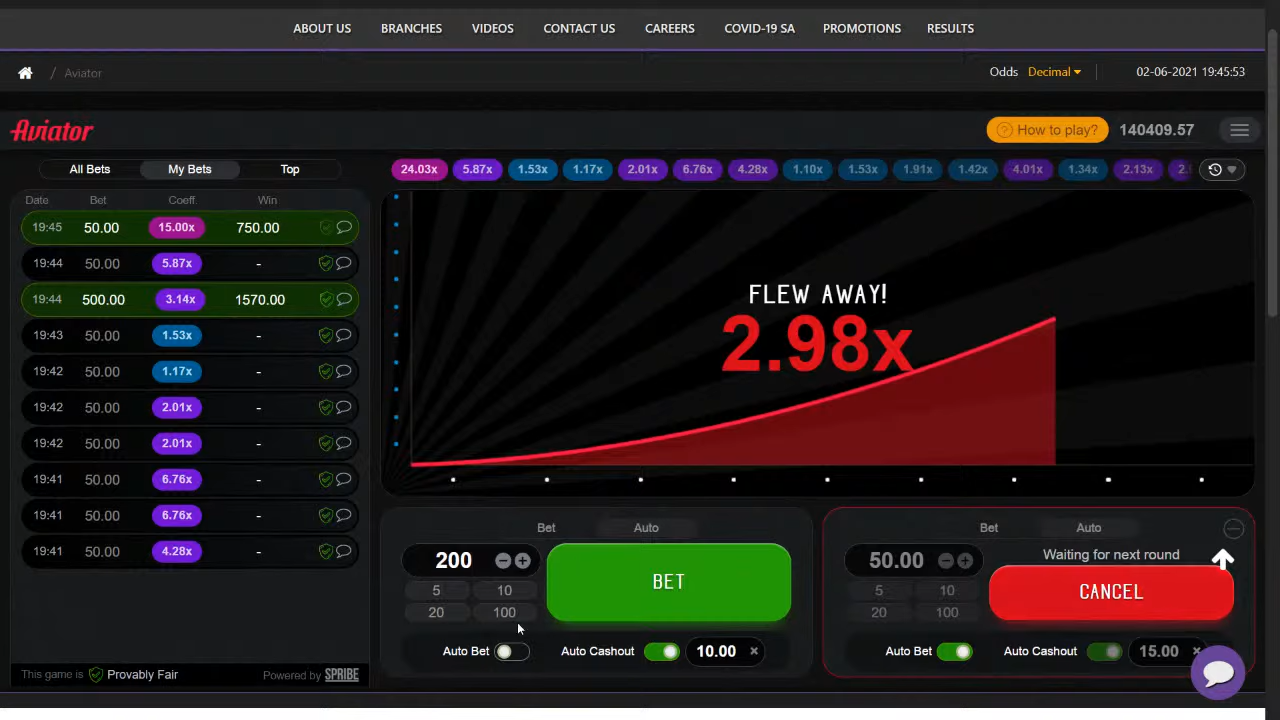 ABOUT US BRANCHES VIDEOS CONTACT US CAREERS COVID-19 SA PROMOTIONS RESULTS
/ Aviator Odds Decimal 02-06-2021 19:45:53
Aviator ? How to play? 140409.57
All Bets My Bets Top 24.03x 5.87x 1.53x 1.17x 2.01x 6.76x 4.28x 1.10x 1.53x 1.91x 1.42x 4.01x 1.34x 2.13x
Date Bet Coeff. Win
19:45 50.00 15.00x 750.00
19:44 50.00 5.87x -
19:44 500.00 3.14x 1570.00
19:43 50.00 1.53x -
19:42 50.00 1.17x -
19:42 50.00 2.01x -
19:42 50.00 2.01x -
19:41 50.00 6.76x -
19:41 50.00 6.76x -
19:41 50.00 4.28x -
FLEW AWAY!
2.98x
Bet Auto
200
5 10
20 100
BET
Auto Bet Auto Cashout 10.00 ×
Bet Auto
50.00
5 10
20 100
Waiting for next round
CANCEL
Auto Bet Auto Cashout 15.00 ×
This game is Provably Fair Powered by SPRIBE